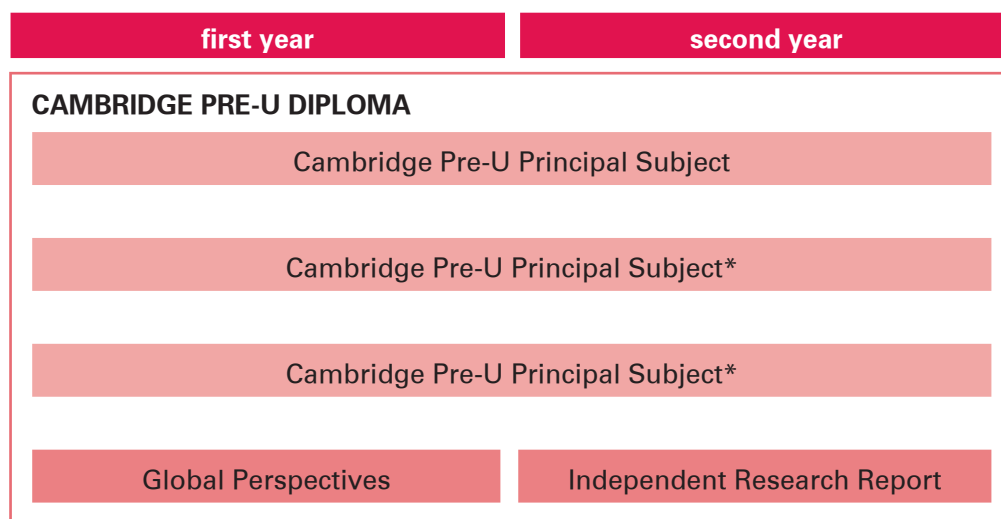 first year
second year
CAMBRIDGE PRE-U DIPLOMA
Cambridge Pre-U Principal Subject
Cambridge Pre-U Principal Subject*
Cambridge Pre-U Principal Subject*
Global Perspectives
Independent Research Report